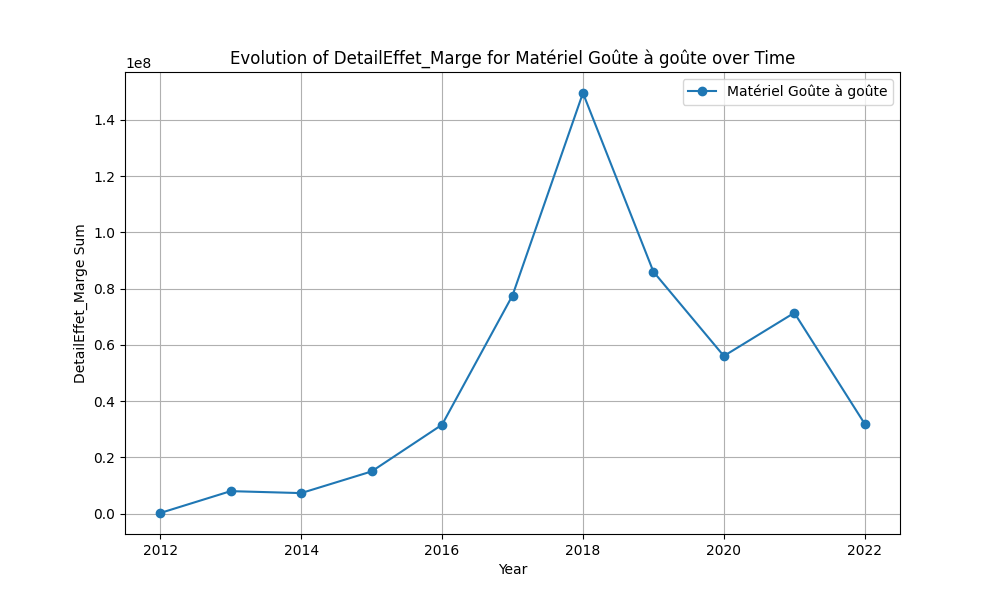 Evolution of DetailEffet_Marge for Matériel Goûte à goûte over Time
1e8
Matériel Goûte à goûte
1.4
1.2
1.0
0.8
0.6
0.4
0.2
0.0
DetailEffet_Marge Sum
2012 2014 2016 2018 2020 2022
Year